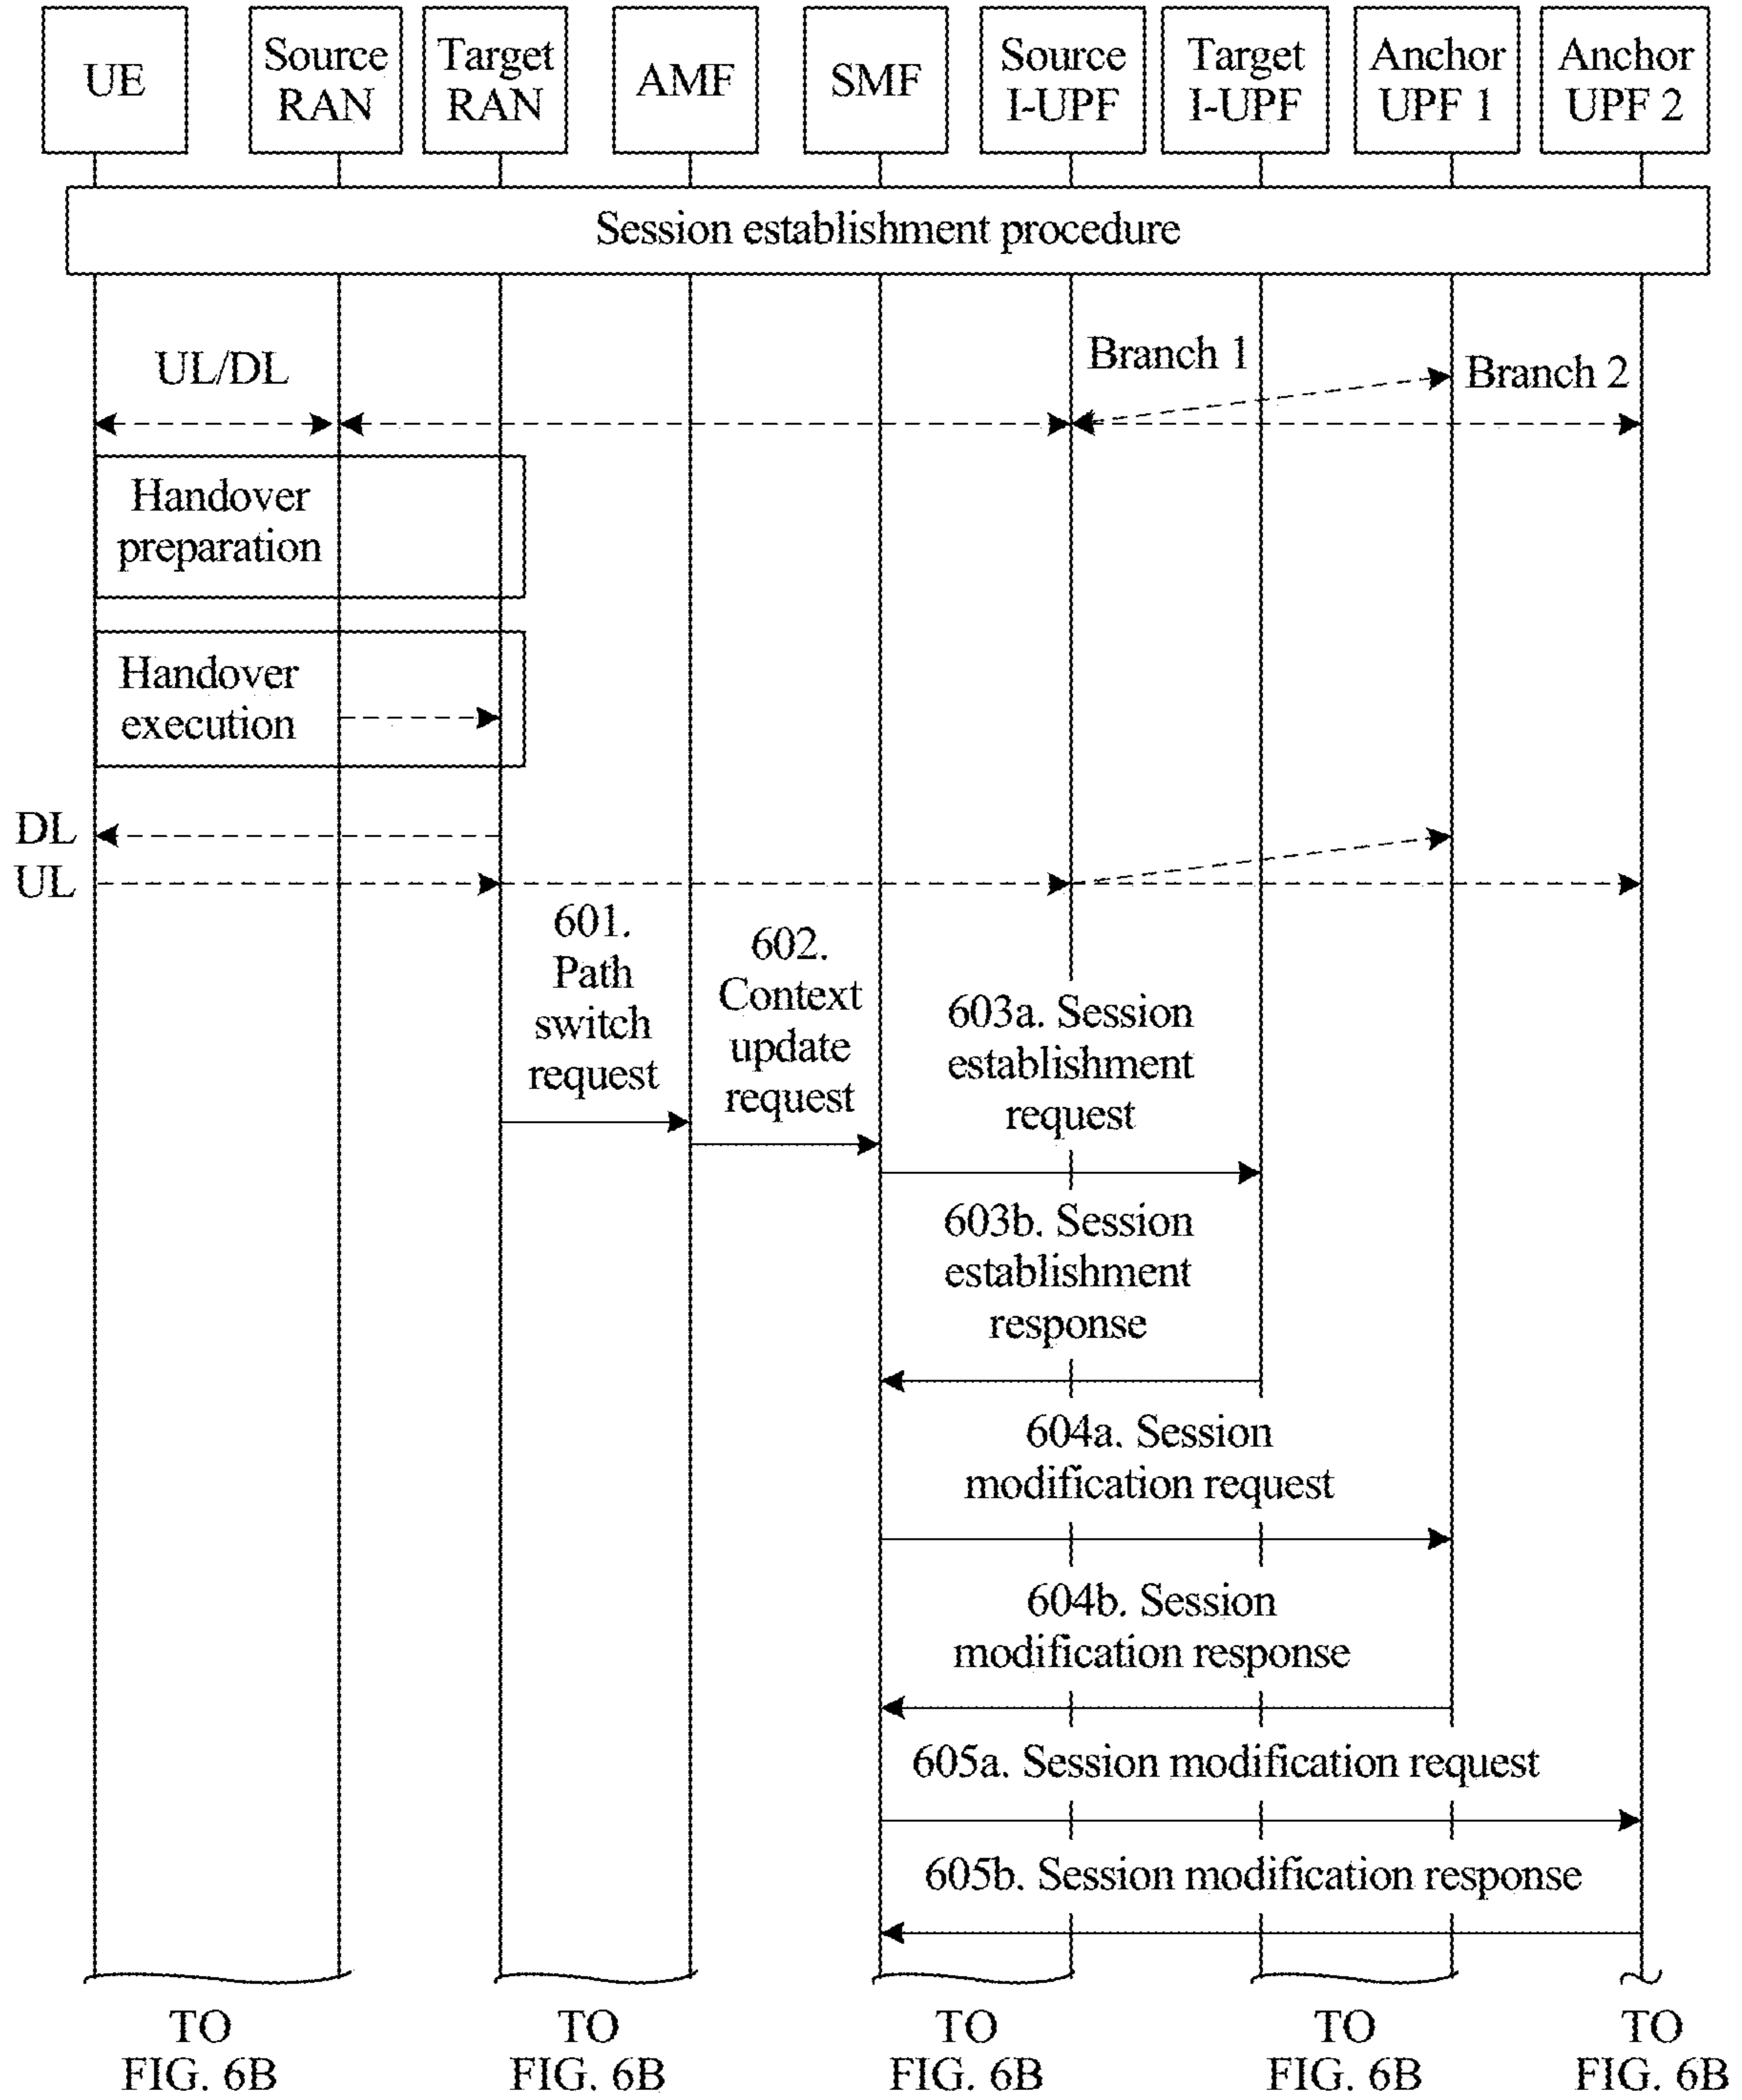 UE
Source
RAN
Target
RAN
AMF
SMF
Source
I-UPF
Target
I-UPF
Anchor
UPF 1
Anchor
UPF 2
Session establishment procedure
UL/DL
Branch 1
Branch 2
Handover
preparation
Handover
execution
DL
UL
601.
Path
switch
request
602.
Context
update
request
603a. Session
establishment
request
603b. Session
establishment
response
604a. Session
modification request
604b. Session
modification response
605a. Session modification request
605b. Session modification response
TO
FIG. 6B
TO
FIG. 6B
TO
FIG. 6B
TO
FIG. 6B
TO
FIG. 6B